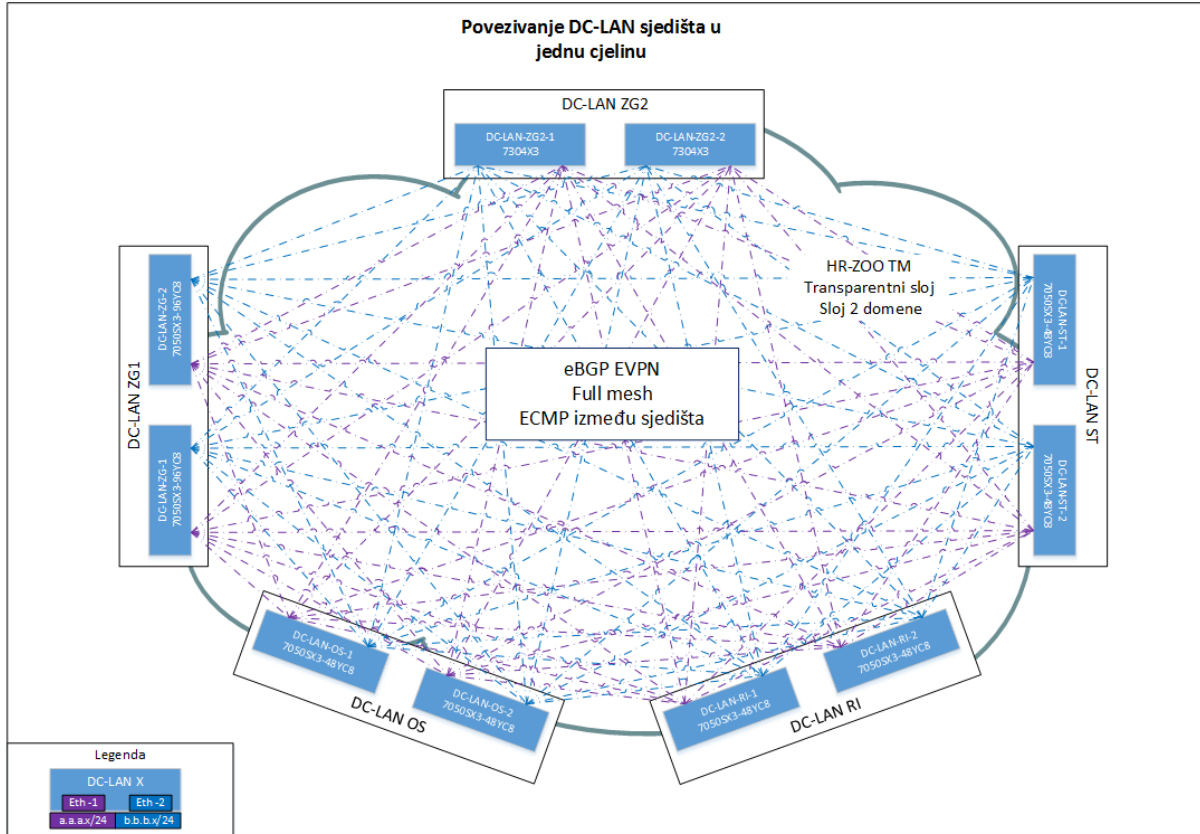 Povezivanje DC-LAN sjedišta u
jednu cjelinu
DC-LAN ZG2
DC-LAN-ZG2-1
7304X3
DC-LAN-ZG2-2
7304X3
HR-ZOO TM
Transparentni sloj
Sloj 2 domene
DC-LAN ZG1
DC-LAN-ZG-2
7050SX3-96YC8
DC-LAN-ZG-1
7050SX3-96YC8
eBGP EVPN
Full mesh
ECMP između sjedišta
DC-LAN-ST-1
7050SX3-48YC8
DC-LAN-ST-2
7050SX3-48YC8
DC-LAN ST
DC-LAN-OS-1
7050SX3-48YC8
DC-LAN-OS-2
7050SX3-48YC8
DC-LAN OS
DC-LAN-RI-1
7050SX3-48YC8
DC-LAN-RI-2
7050SX3-48YC8
DC-LAN RI
Legenda
DC-LAN X
Eth -1 Eth -2
a.a.a.x/24 b.b.b.x/24